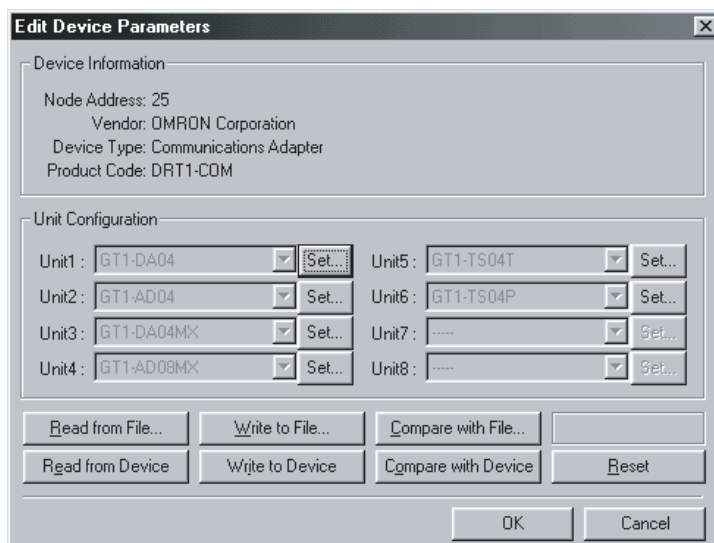 Edit Device Parameters
Device Information
Node Address: 25
Vendor: OMRON Corporation
Device Type: Communications Adapter
Product Code: DRT1-COM
Unit Configuration
Unit1 : GT1-DA04 Set... Unit5 : GT1-TS04T Set...
Unit2 : GT1-AD04 Set... Unit6 : GT1-TS04P Set...
Unit3 : GT1-DA04MX Set... Unit7 : ----- Set...
Unit4 : GT1-AD08MX Set... Unit8 : ----- Set...
Read from File... Write to File... Compare with File...
Read from Device Write to Device Compare with Device Reset
OK Cancel